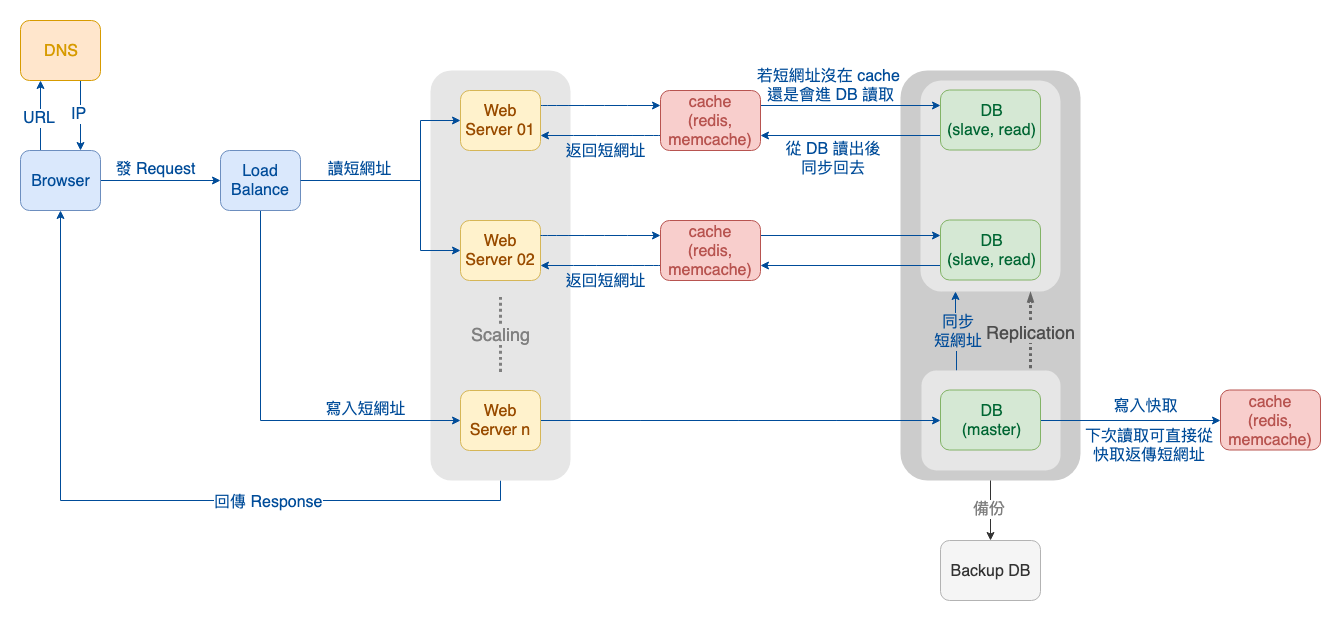 DNS
URL
IP
Browser
發 Request
Load
Balance
讀短網址
Web
Server 01
cache
(redis,
memcache)
返回短網址
若短網址沒在 cache
還是會進 DB 讀取
從 DB 讀出後
同步回去
DB
(slave, read)
Web
Server 02
cache
(redis,
memcache)
返回短網址
DB
(slave, read)
Scaling
同步
短網址
Replication
寫入短網址
Web
Server n
DB
(master)
寫入快取
下次讀取可直接從
快取返傳短網址
cache
(redis,
memcache)
回傳 Response
備份
Backup DB